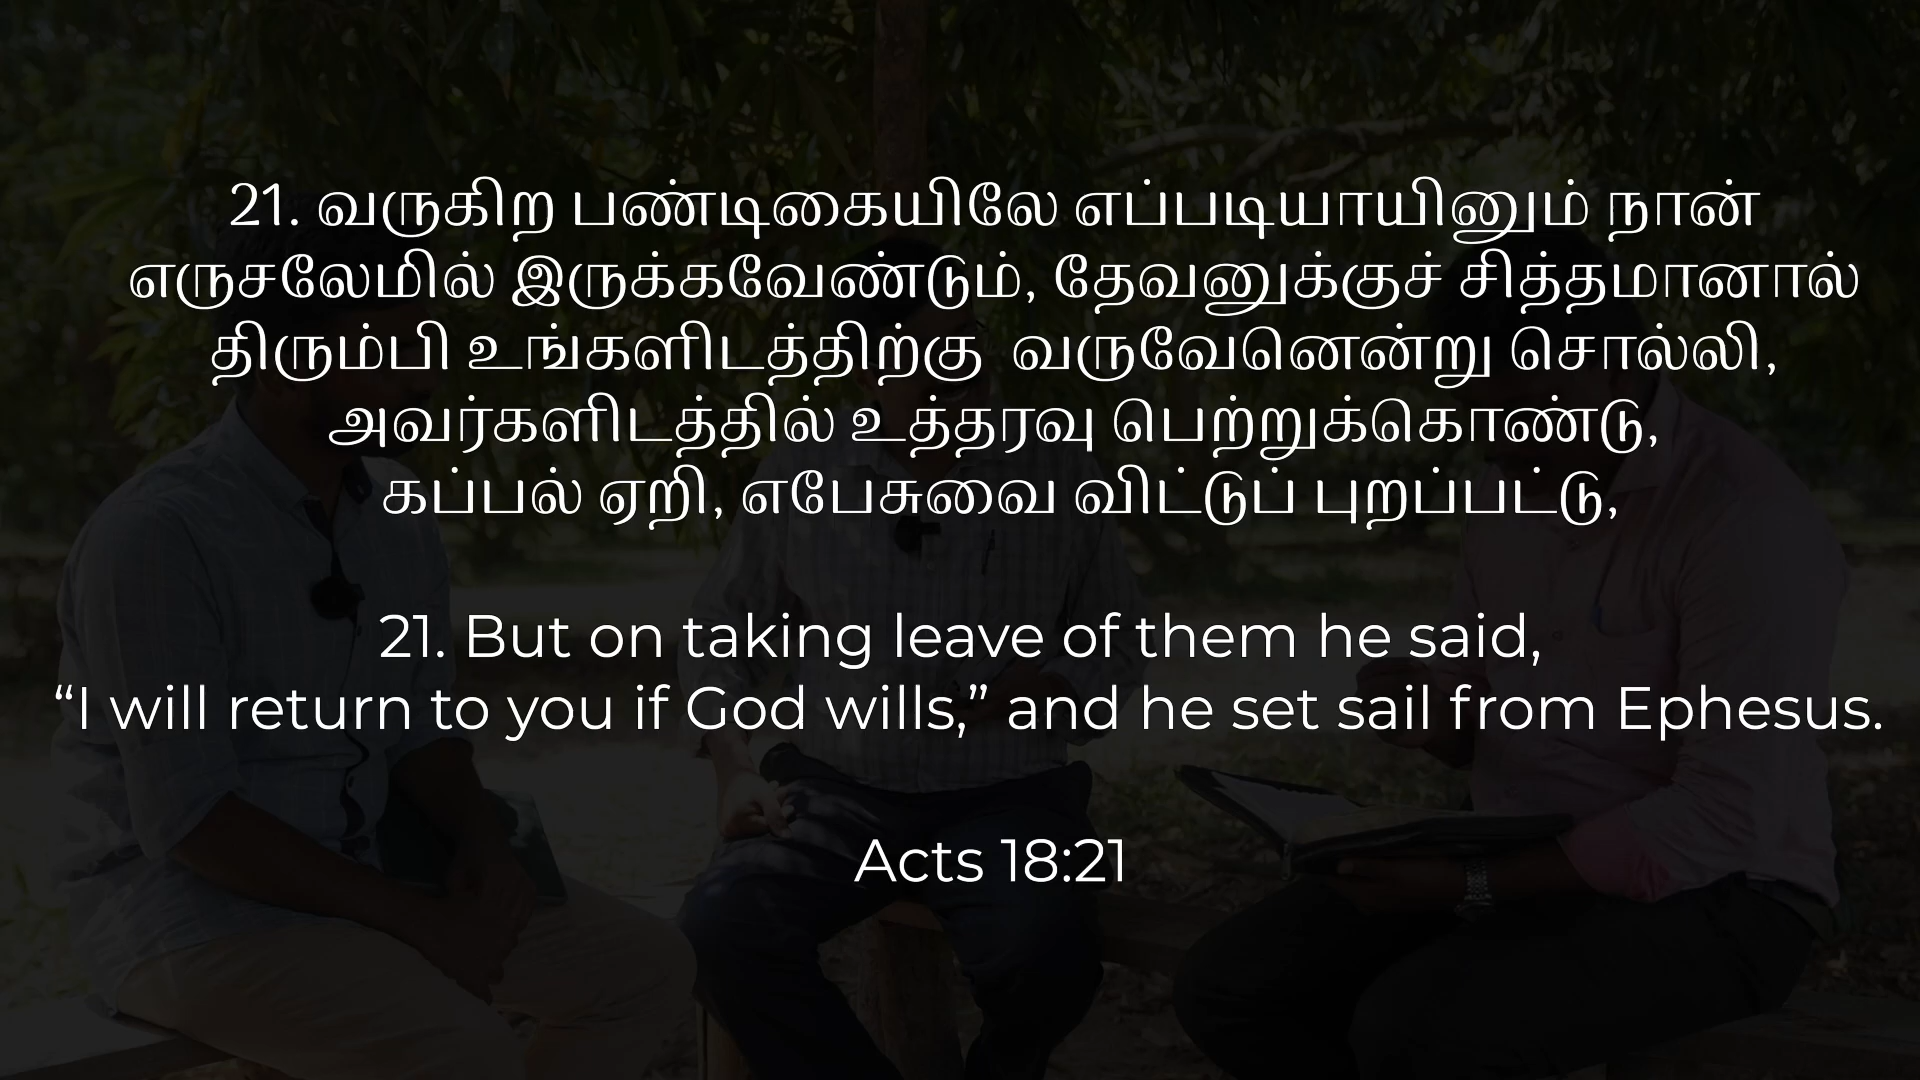 21. வருகிற பண்டிகையிலே எப்படியாயினும் நான்
எருசலேமில் இருக்கவேண்டும், தேவனுக்குச் சித்தமானால்
திரும்பி உங்களிடத்திற்கு வருவேனென்று சொல்லி,
அவர்களிடத்தில் உத்தரவு பெற்றுக்கொண்டு,
கப்பல் ஏறி, எபேசுவை விட்டுப் புறப்பட்டு,
21. But on taking leave of them he said,
“I will return to you if God wills,” and he set sail from Ephesus.
Acts 18:21